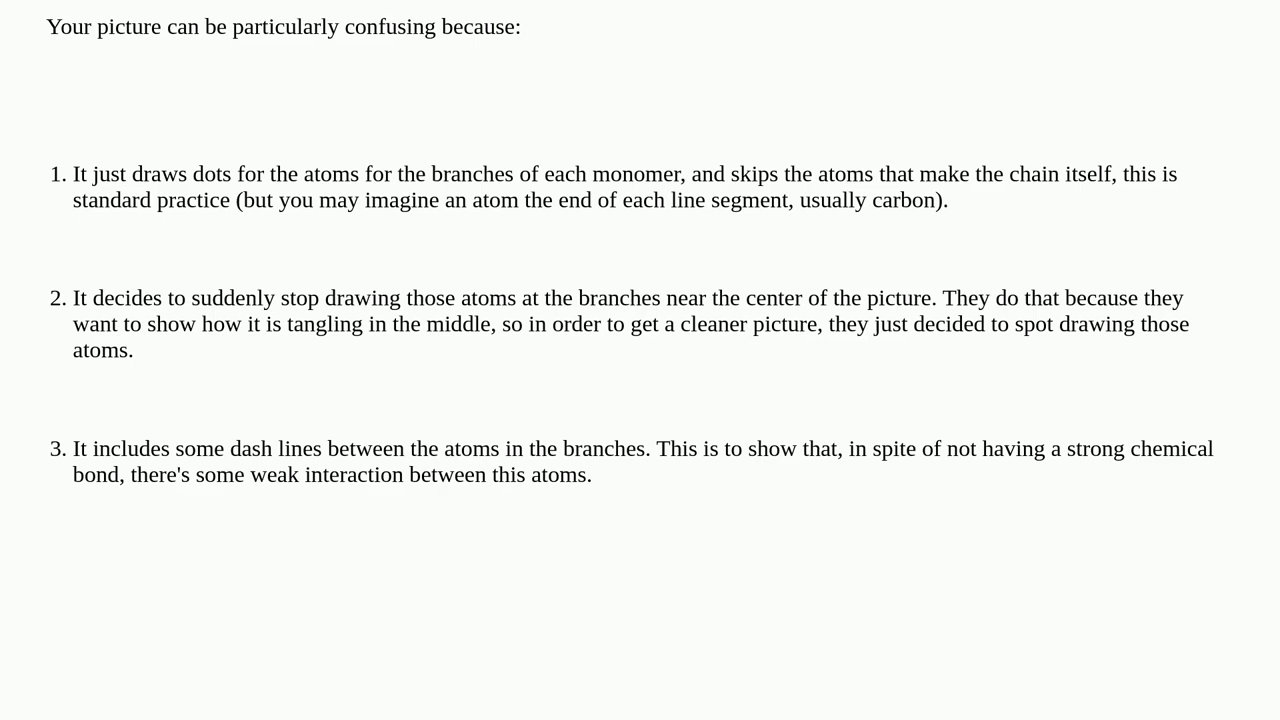 Your picture can be particularly confusing because:
1. It just draws dots for the atoms for the branches of each monomer, and skips the atoms that make the chain itself, this is
standard practice (but you may imagine an atom the end of each line segment, usually carbon).
2. It decides to suddenly stop drawing those atoms at the branches near the center of the picture. They do that because they
want to show how it is tangling in the middle, so in order to get a cleaner picture, they just decided to spot drawing those
atoms.
3. It includes some dash lines between the atoms in the branches. This is to show that, in spite of not having a strong chemical
bond, there's some weak interaction between this atoms.